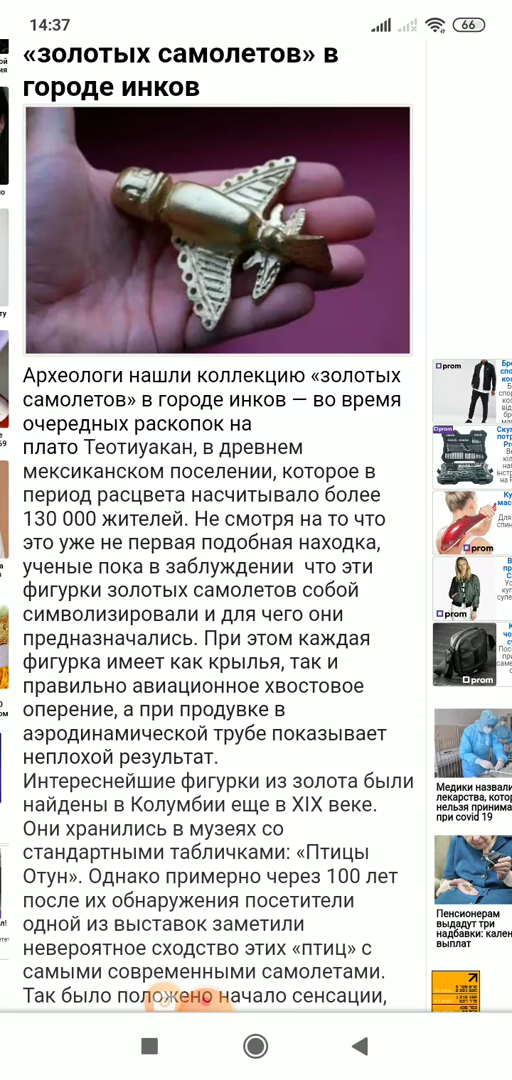 14:37
66
«золотых самолетов» в
городе инков
Археологи нашли коллекцию «золотых
самолетов» в городе инков — во время
очередных раскопок на
плато Теотиуакан, в древнем
мексиканском поселении, которое в
период расцвета насчитывало более
130 000 жителей. Не смотря на то что
это уже не первая подобная находка,
ученые пока в заблуждении что эти
фигурки золотых самолетов собой
символизировали и для чего они
предназначались. При этом каждая
фигурка имеет как крылья, так и
правильно авиационное хвостовое
оперение, а при продувке в
аэродинамической трубе показывает
неплохой результат.
Интереснейшие фигурки из золота были
найдены в Колумбии еще в XIX веке.
Они хранились в музеях со
стандартными табличками: «Птицы
Отун». Однако примерно через 100 лет
после их обнаружения посетители
одной из выставок заметили
невероятное сходство этих «птиц» с
самыми современными самолетами.
Так было положено начало сенсации,
prom
prom
prom
prom
prom
Медики назвали
лекарства,
нельзя
при covid 19
Пенсионерам
выдадут три
надбавки:
выплат